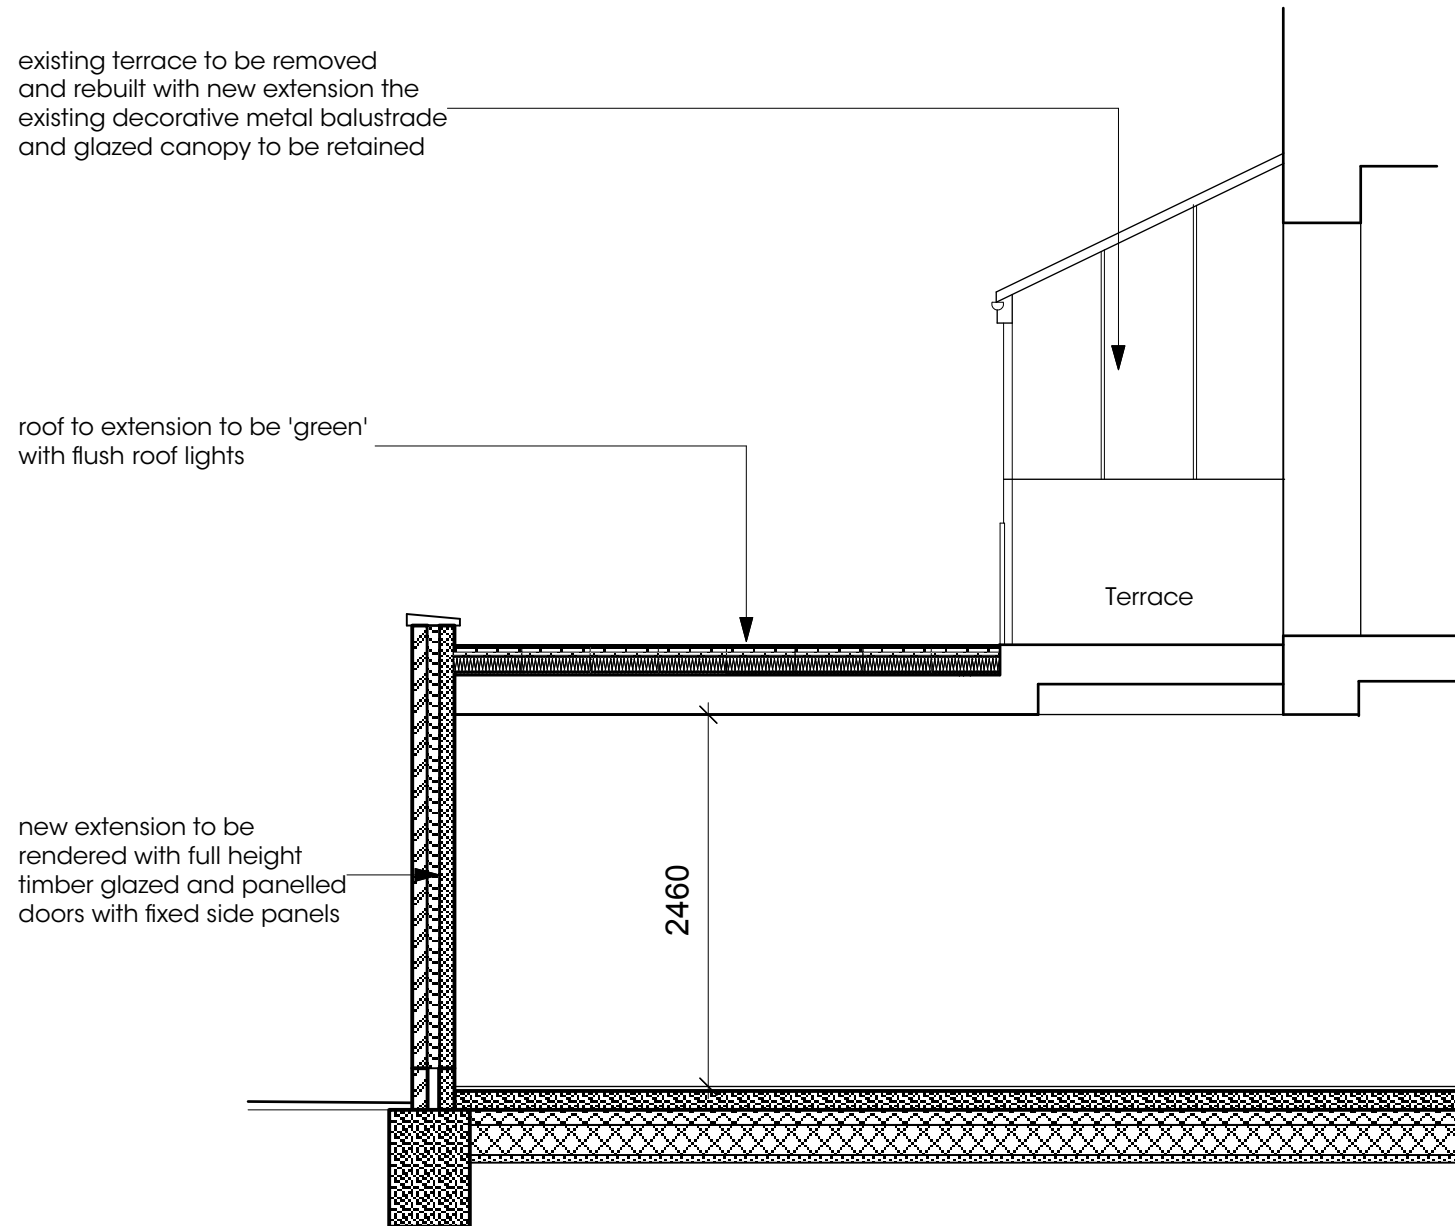 existing terrace to be removed
and rebuilt with new extension the
existing decorative metal balustrade
and glazed canopy to be retained
roof to extension to be 'green'
with flush roof lights
Terrace
new extension to be
rendered with full height
timber glazed and panelled
doors with fixed side panels
2460